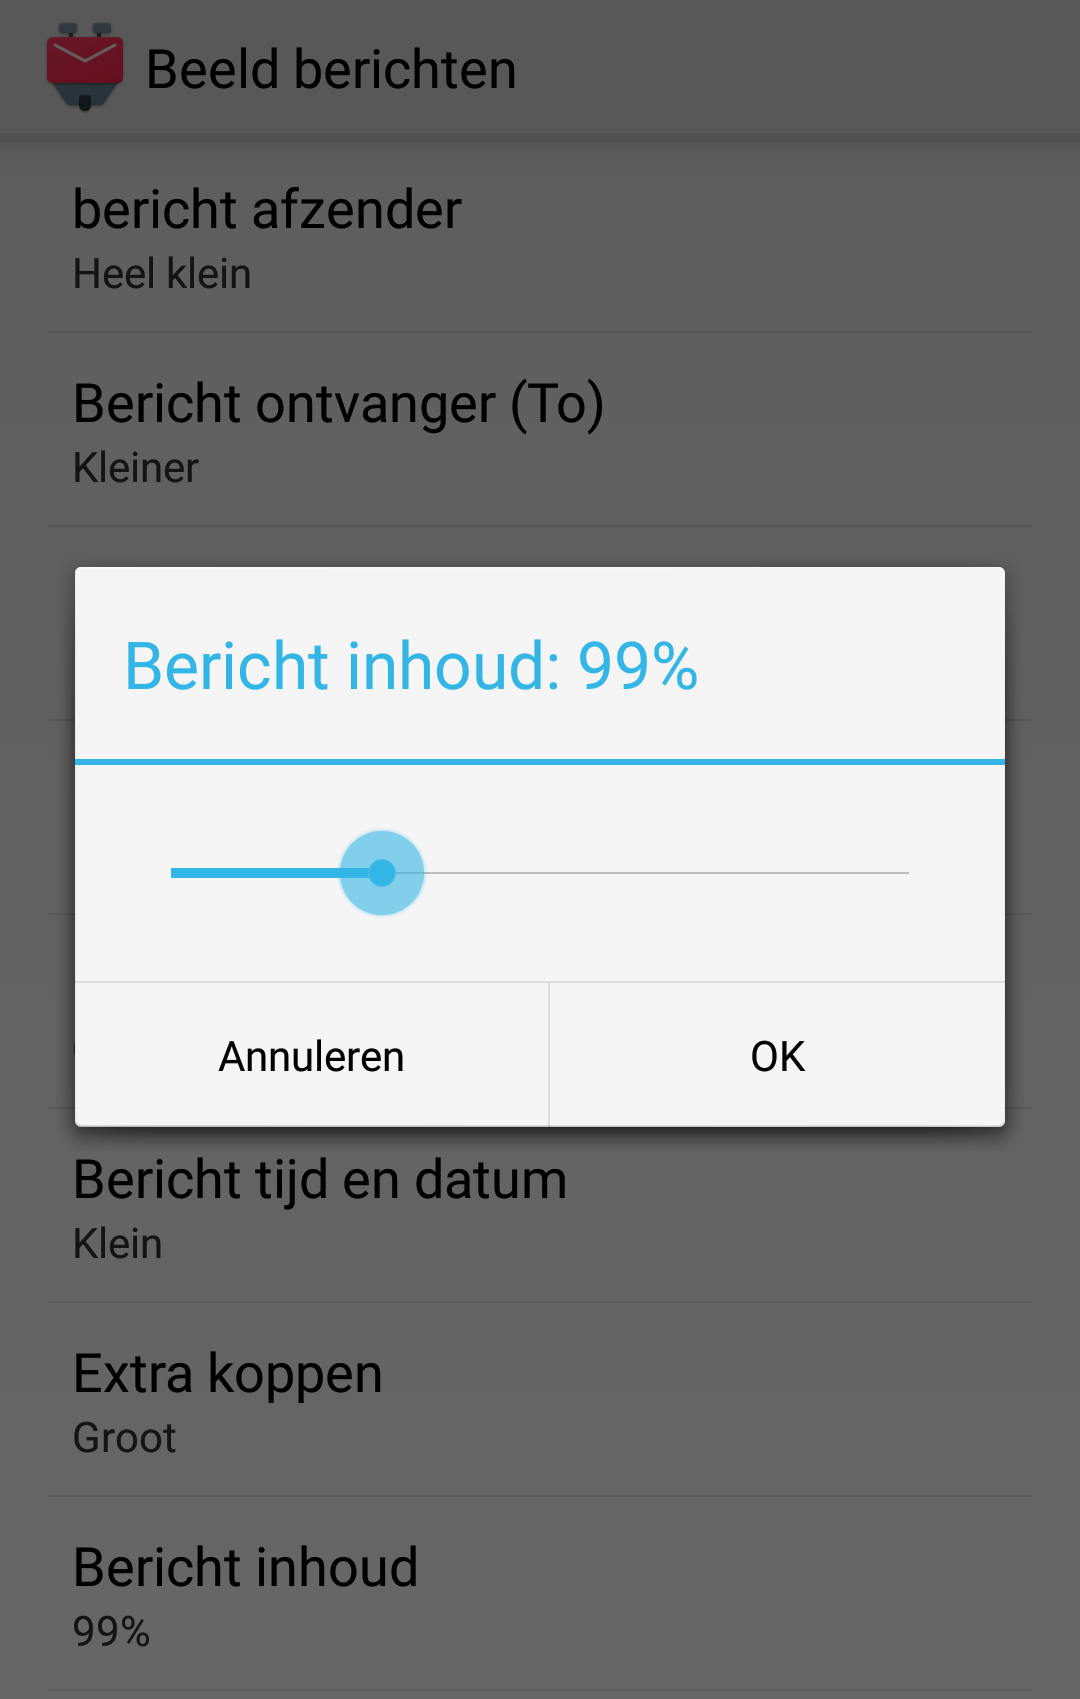 Beeld berichten
bericht afzender
Heel klein
Bericht ontvanger (To)
Kleiner
Bericht inhoud: 99%
Annuleren
OK
Bericht tijd en datum
Klein
Extra koppen
Groot
Bericht inhoud
99%